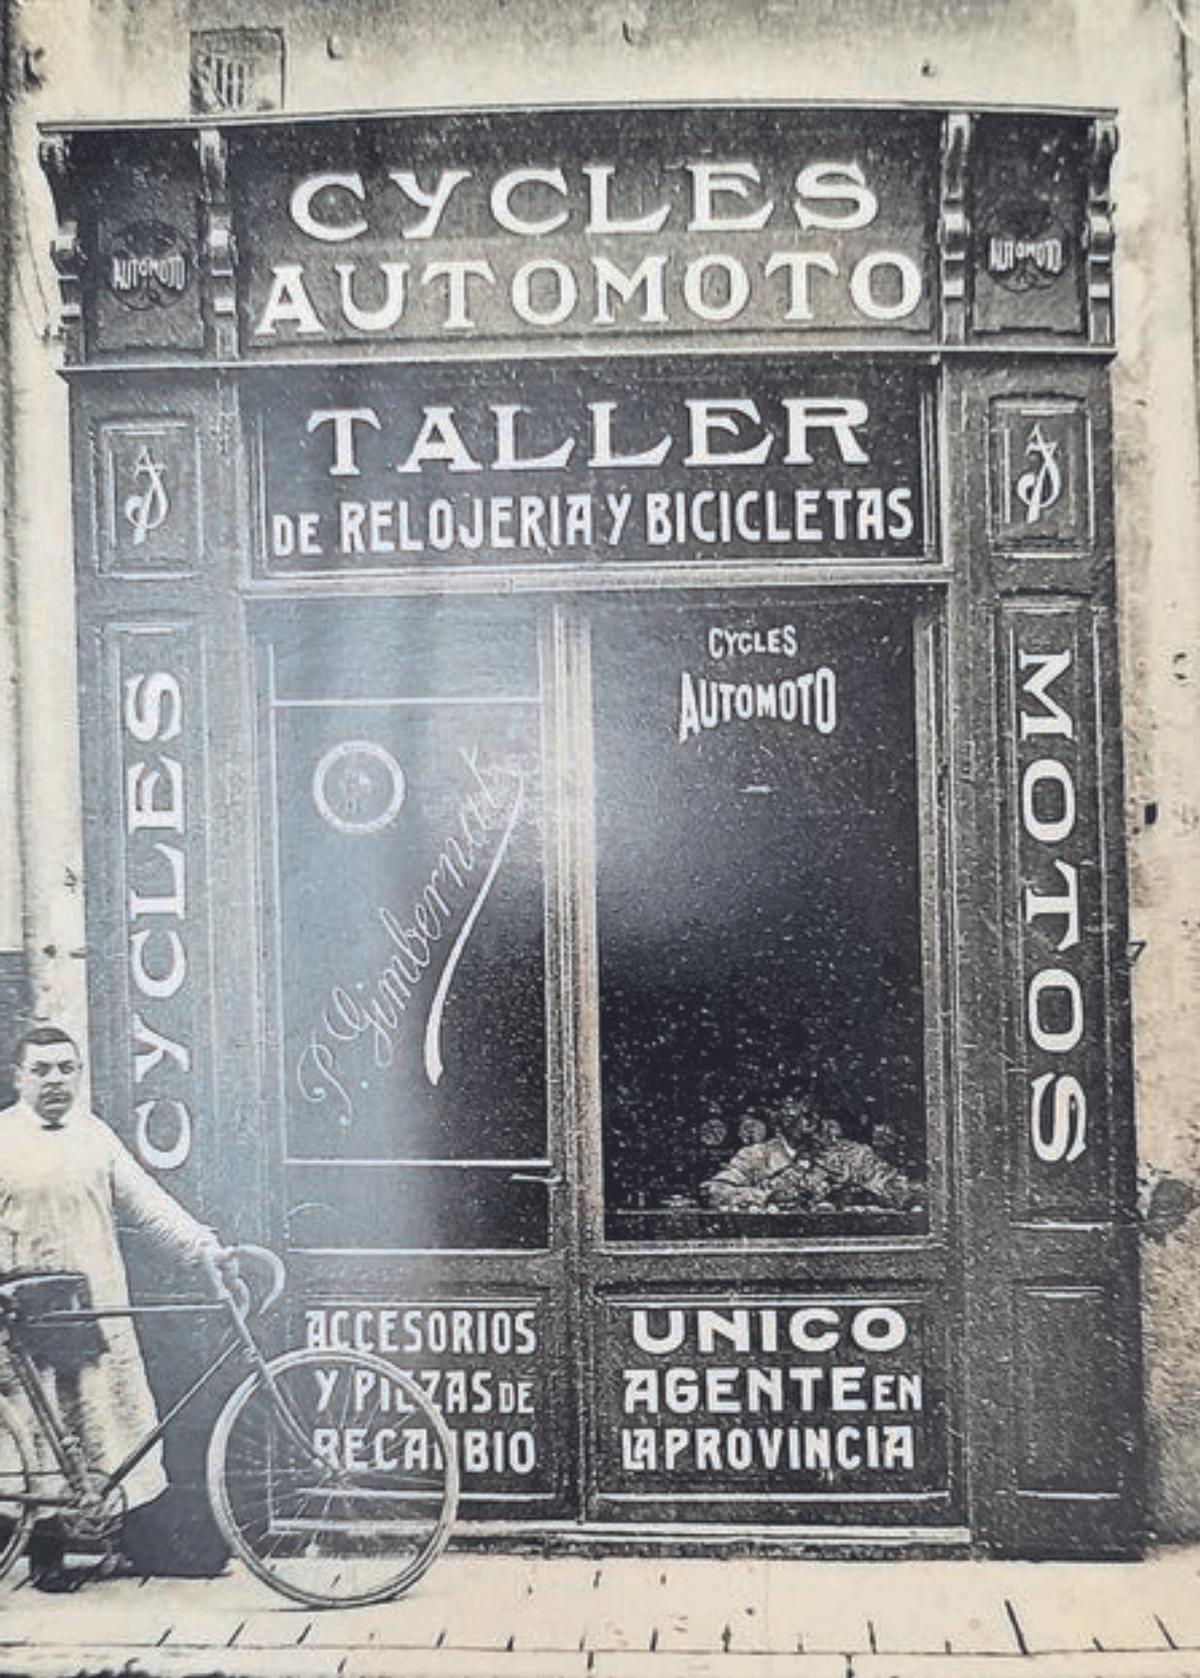 CYCLES
AUTOMOTO
AUTOMOTO
AUTOMOTO
TALLER
DE RELOJERIA Y BICICLETAS
CYCLES
MOTOS
CYCLES
AUTOMOTO
P. Gimbernat
ACCESORIOS
Y PIEZAS DE
RECAMBIO
UNICO
AGENTE EN
LA PROVINCIA